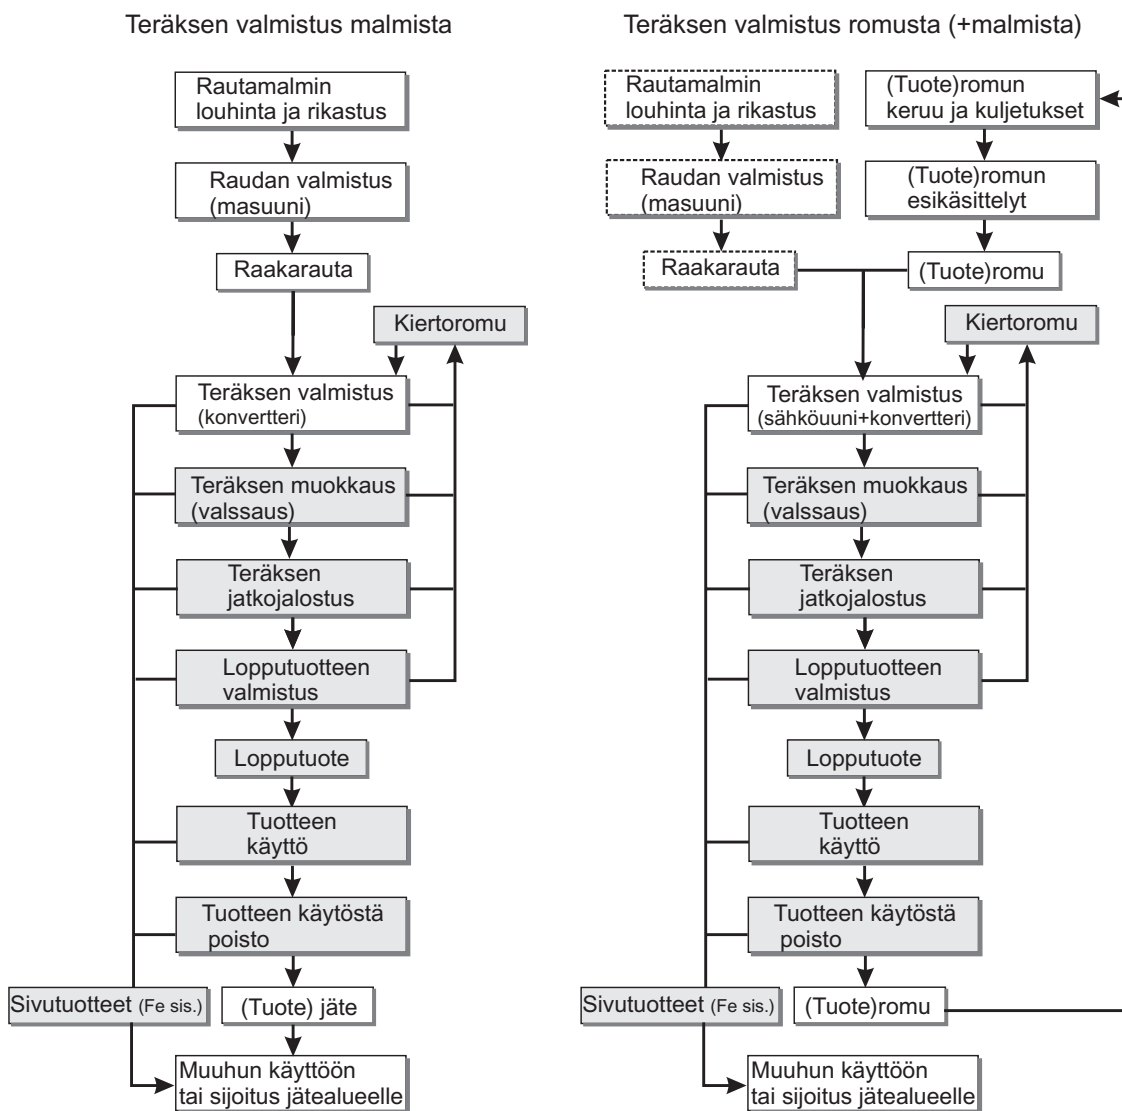 Teräksen valmistus malmista
Rautamalmin
louhinta ja rikastus
Raudan valmistus
(masuuni)
Raakarauta
Kiertoromu
Teräksen valmistus
(konvertteri)
Teräksen muokkaus
(valssaus)
Teräksen
jatkojalostus
Lopputuotteen
valmistus
Lopputuote
Tuotteen
käyttö
Tuotteen käytöstä
poisto
Sivutuotteet (Fe sis.)
(Tuote) jäte
Muuhun käyttöön
tai sijoitus jätealueelle
Teräksen valmistus romusta (+malmista)
Rautamalmin
louhinta ja rikastus
(Tuote)romun
keruu ja kuljetukset
Raudan valmistus
(masuuni)
(Tuote)romun
esikäsittelyt
Raakarauta
(Tuote)romu
Kiertoromu
Teräksen valmistus
(sähköuuni+konvertteri)
Teräksen muokkaus
(valssaus)
Teräksen
jatkojalostus
Lopputuotteen
valmistus
Lopputuote
Tuotteen
käyttö
Tuotteen käytöstä
poisto
Sivutuotteet (Fe sis.)
(Tuote)romu
Muuhun käyttöön
tai sijoitus jätealueelle